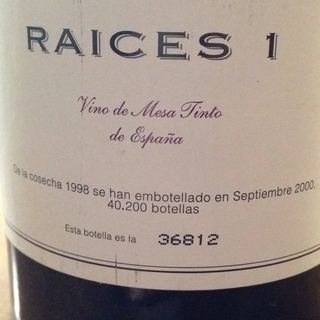 RAICES 1
Vino de Mesa Tinto
de España
De la cosecha 1998 se han embotellado en Septiembre 2000.
40.200 botellas
Esta botella es la 36812